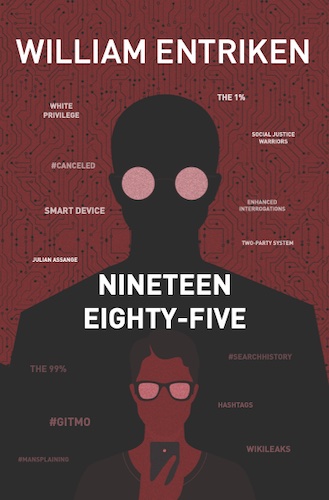 WILLIAM ENTRIKEN
THE 1%
WHITE
PRIVILEGE
SOCIAL JUSTICE
WARRIORS
#CANCELED
SMART DEVICE
ENHANCED
INTERROGATIONS
TWO-PARTY SYSTEM
JULIAN ASSANGE
NINETEEN
EIGHTY-FIVE
#SEARCHHISTORY
THE 99%
HASHTAGS
#GITMO
WIKILEAKS
#MANSPLAINING